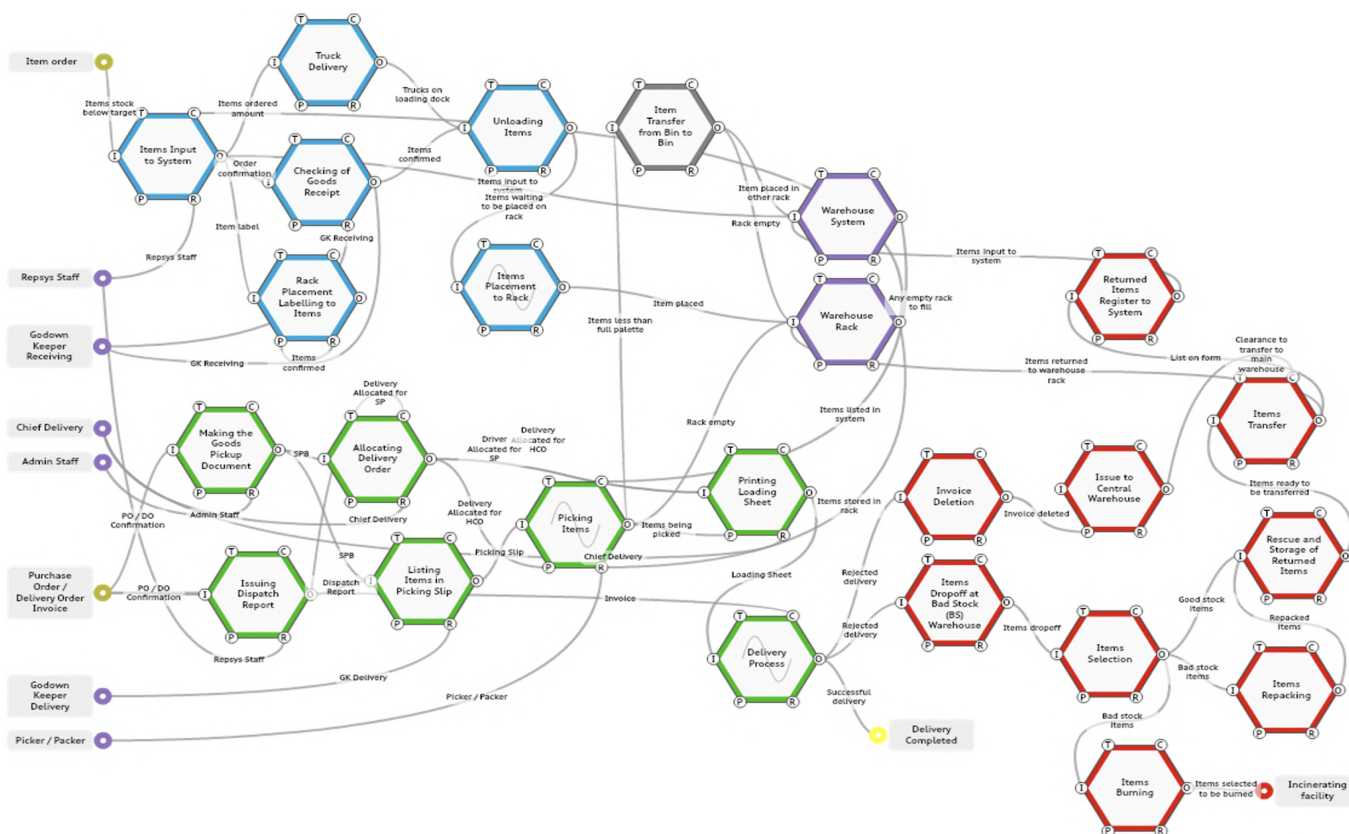 Item order
Items stock
below target
Items ordered
amount
Truck
Delivery
Trucks on
loading dock
Items Input
to System
Order
confirmation
Checking of
Goods
Receipt
Items
confirmed
Unloading
Items
Item
Transfer
from Bin to
Bin
Items input to
system
Items waiting
to be placed on
rack
Item label
GK Receiving
Repsys Staff
Repsys Staff
Rack
Placement
Labelling to
Items
Items
Placement
to Rack
Item placed
Item placed in
other rack
Rack empty
Warehouse
System
Warehouse
Rack
Any empty rack
to fill
Items input to
system
Returned
Items
Register to
System
Godown
Keeper
Receiving
GK Receiving
Items
confirmed
Items less than
full palette
Items returned
to warehouse
rack
List on form
Clearance to
transfer to
main
warehouse
Items
Transfer
Chief Delivery
Admin Staff
Making the
Goods
Pickup
Document
SPB
Delivery
Allocated for
SP
Allocating
Delivery
Order
Driver
Allocated for
SP
Delivery
Allocated for
HCO
Rack empty
Items listed in
system
Printing
Loading
Sheet
Items stored in
rack
Invoice
Deletion
Invoice deleted
Issue to
Central
Warehouse
Items ready to
be transferred
PO / DO
Confirmation
Admin Staff
Chief Delivery
Delivery
Allocated for
HCO
Picking
Items
Items being
picked
Picking Slip
Chief Delivery
SPB
Listing
Items in
Picking Slip
Dispatch
Report
Purchase
Order /
Delivery Order
Invoice
PO / DO
Confirmation
Issuing
Dispatch
Report
Invoice
Loading Sheet
Rejected
delivery
Rejected
delivery
Items
Dropoff at
Bad Stock
(BS)
Warehouse
Items dropoff
Items
Selection
Good stock
items
Rescue and
Storage of
Returned
Items
Repacked
items
Bad stock
items
Items
Repacking
Repsys Staff
GK Delivery
Godown
Keeper
Delivery
Picker / Packer
Picker / Packer
Delivery
Process
Successful
delivery
Delivery
Completed
Bad stock
items
Items
Burning
Items selected
to be burned
Incinerating
facility